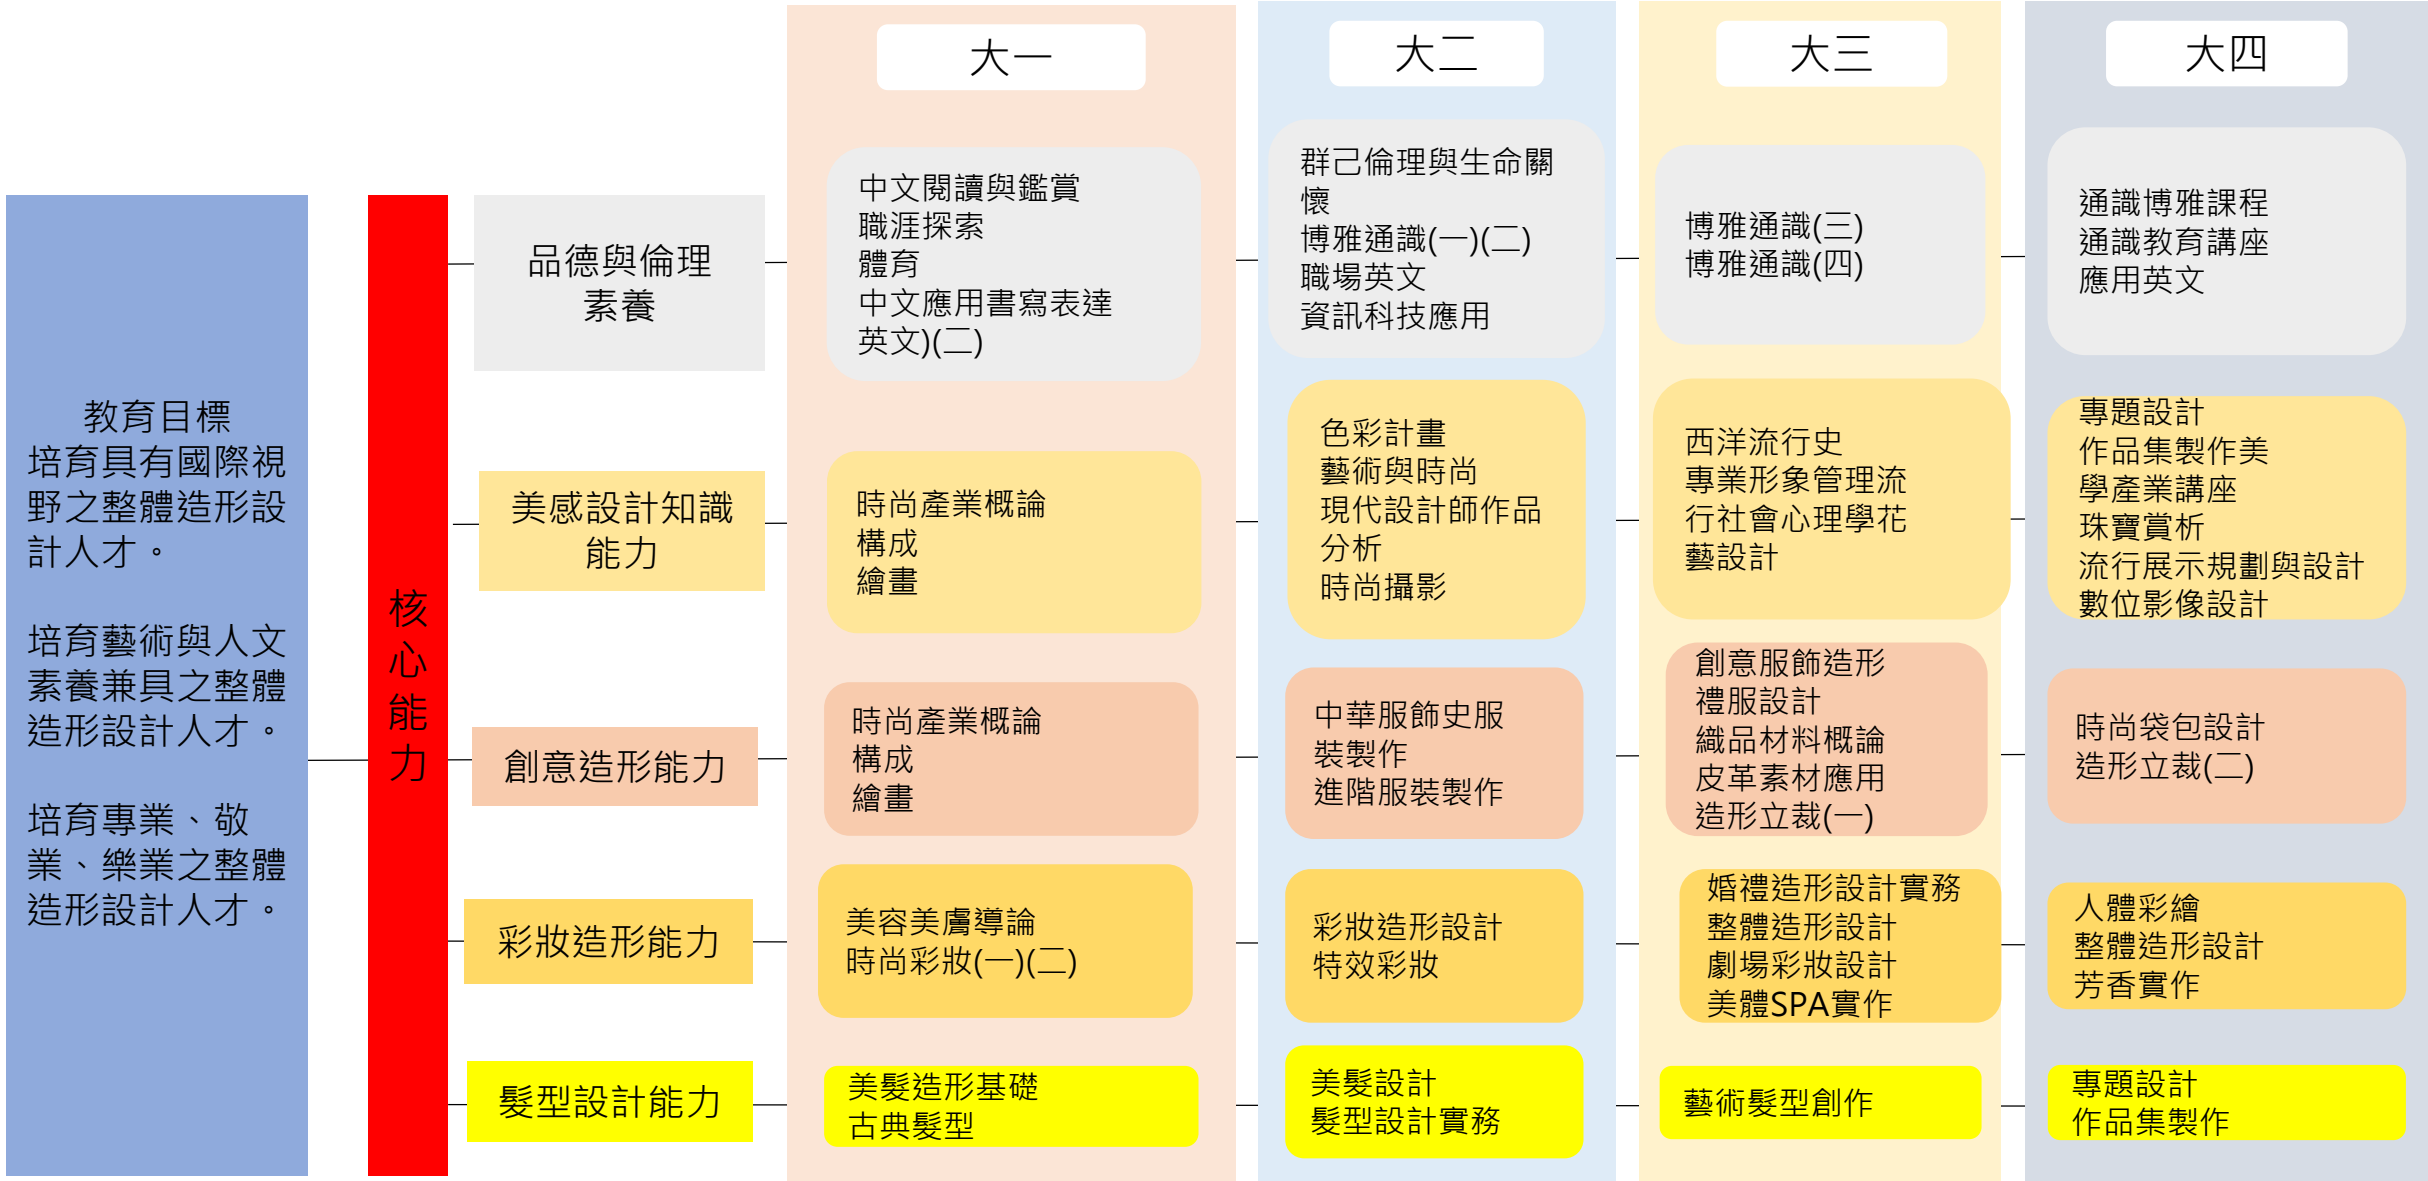 大一
大二
大三
大四
教育目標
培育具有國際視
野之整體造形設
計人才。
培育藝術與人文
素養兼具之整體
造形設計人才。
培育專業、敬
業、樂業之整體
造形設計人才。
核
心
能
力
品德與倫理
素養
中文閱讀與鑑賞
職涯探索
體育
中文應用書寫表達
英文)(二)
群己倫理與生命關
懷
博雅通識(一)(二)
職場英文
資訊科技應用
博雅通識(三)
博雅通識(四)
通識博雅課程
通識教育講座
應用英文
美感設計知識
能力
時尚產業概論
構成
繪畫
色彩計畫
藝術與時尚
現代設計師作品
分析
時尚攝影
西洋流行史
專業形象管理流
行社會心理學花
藝設計
專題設計
作品集製作美
學產業講座
珠寶賞析
流行展示規劃與設計
數位影像設計
創意造形能力
時尚產業概論
構成
繪畫
中華服飾史服
裝製作
進階服裝製作
創意服飾造形
禮服設計
織品材料概論
皮革素材應用
造形立裁(一)
時尚袋包設計
造形立裁(二)
彩妝造形能力
美容美膚導論
時尚彩妝(一)(二)
彩妝造形設計
特效彩妝
婚禮造形設計實務
整體造形設計
劇場彩妝設計
美體SPA實作
人體彩繪
整體造形設計
芳香實作
髮型設計能力
美髮造形基礎
古典髮型
美髮設計
髮型設計實務
藝術髮型創作
專題設計
作品集製作